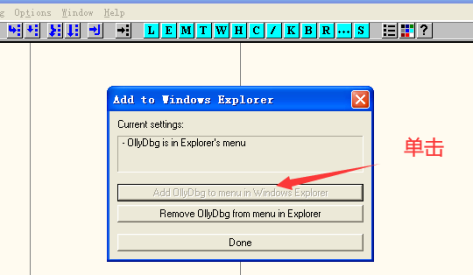 g Options Window Help
L E M T W H C / K B R ... S ?
Add to Windows Explorer
Current settings:
- OllyDbg is in Explorer's menu
单击
Add OllyDbg to menu in Windows Explorer
Remove OllyDbg from menu in Explorer
Done